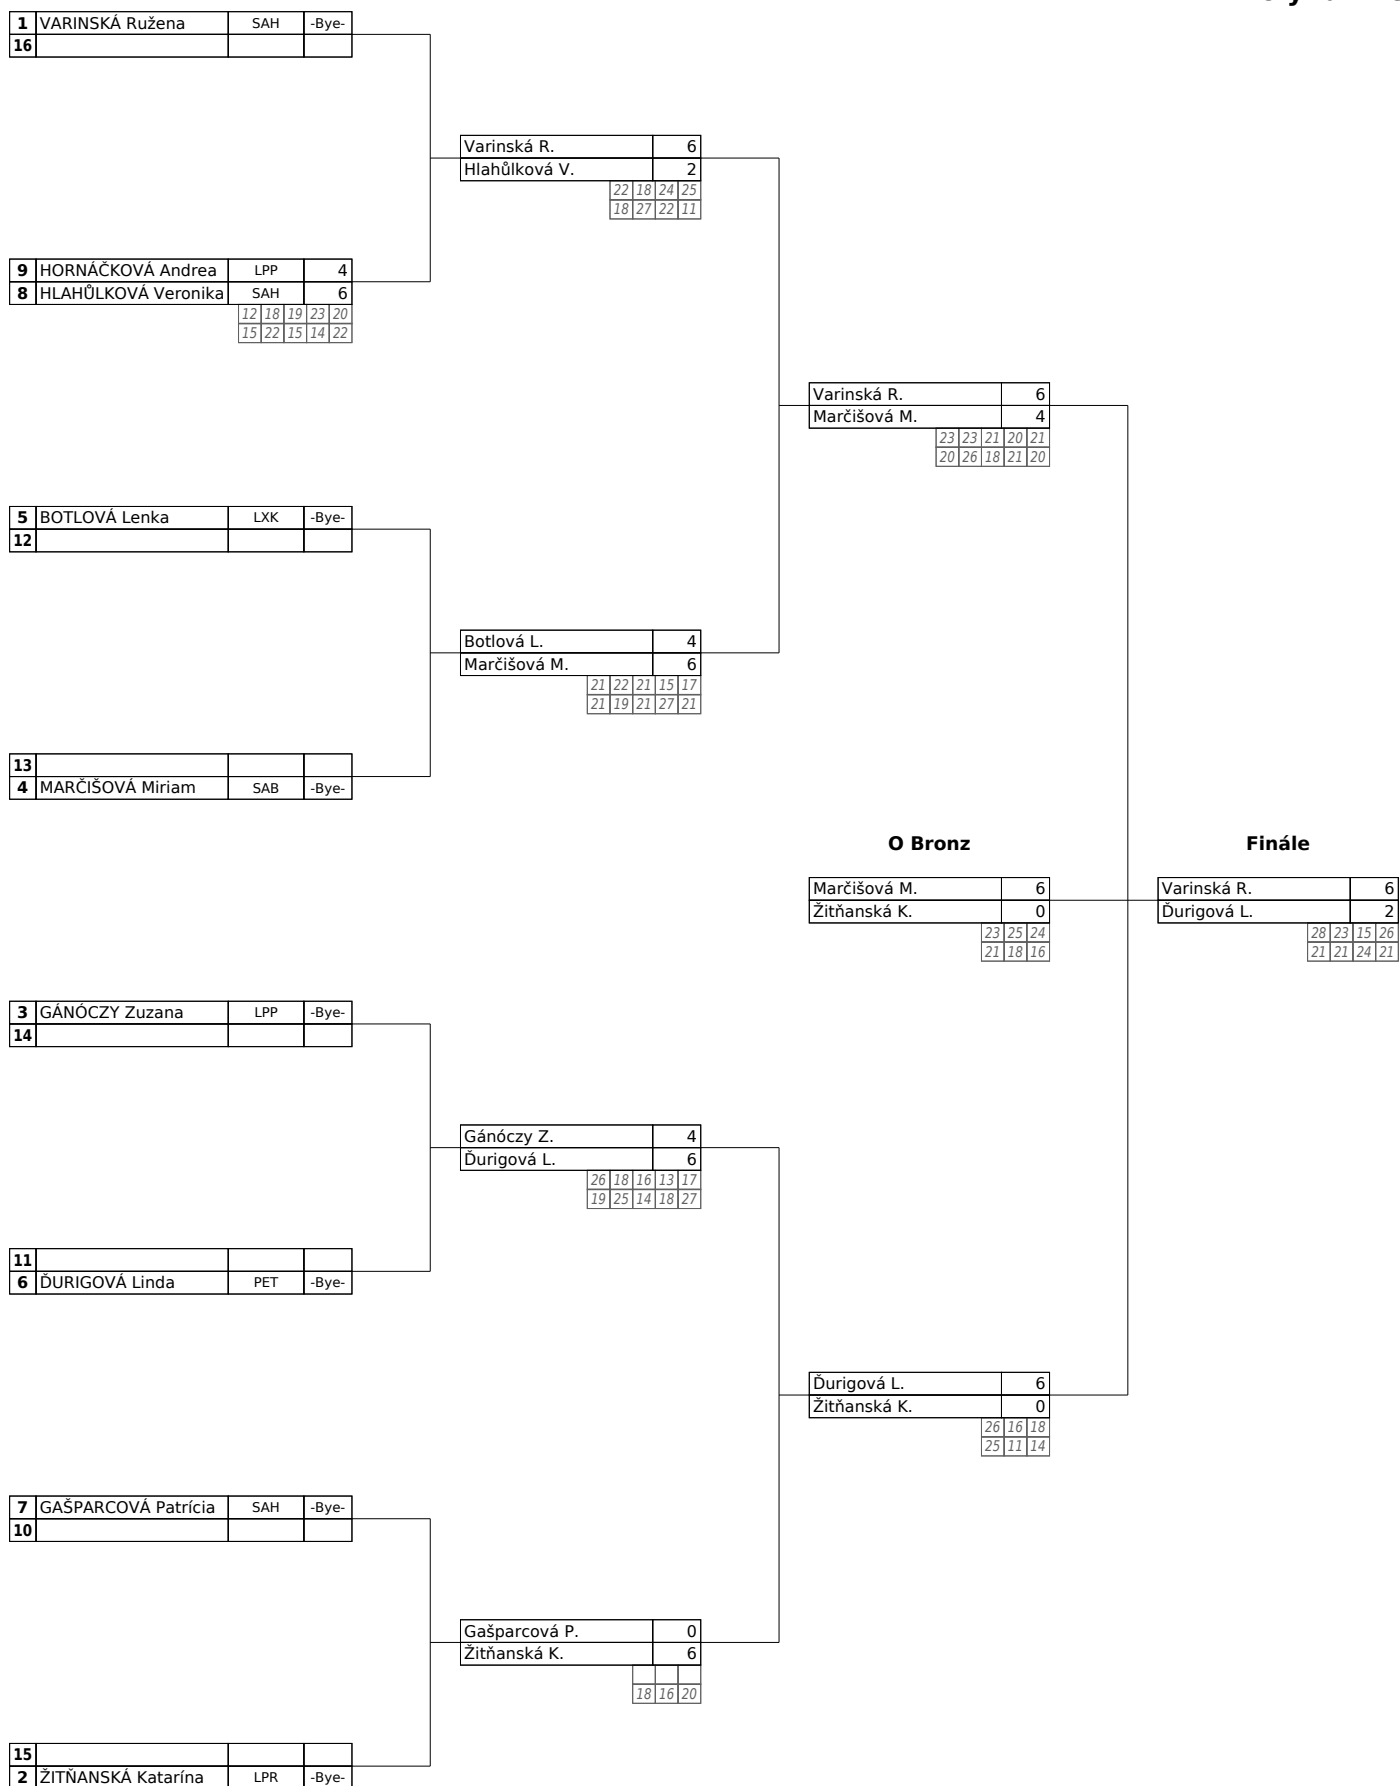 1 VARINSKÁ Ružena SAH -Bye-
16
Varinská R. 6
Hlahůlková V. 2
22 18 24 25
18 27 22 11
9 HORNÁČKOVÁ Andrea LPP 4
8 HLAHŮLKOVÁ Veronika SAH 6
12 18 19 23 20
15 22 15 14 22
Varinská R. 6
Marčišová M. 4
23 23 21 20 21
20 26 18 21 20
5 BOTLOVÁ Lenka LXK -Bye-
12
Botlová L. 4
Marčišová M. 6
21 22 21 15 17
21 19 21 27 21
13
4 MARČIŠOVÁ Miriam SAB -Bye-
O Bronz Finále
Marčišová M. 6 Varinská R. 6
Žitňanská K. 0 Ďurigová L. 2
23 25 24 28 23 15 26
21 18 16 21 21 24 21
3 GÁNÓCZY Zuzana LPP -Bye-
14
Gánóczy Z. 4
Ďurigová L. 6
26 18 16 13 17
19 25 14 18 27
11
6 ĎURIGOVÁ Linda PET -Bye-
Ďurigová L. 6
Žitňanská K. 0
26 16 18
25 11 14
7 GAŠPARCOVÁ Patrícia SAH -Bye-
10
Gašparcová P. 0
Žitňanská K. 6
18 16 20
15
2 ŽITŇANSKÁ Katarína LPR -Bye-